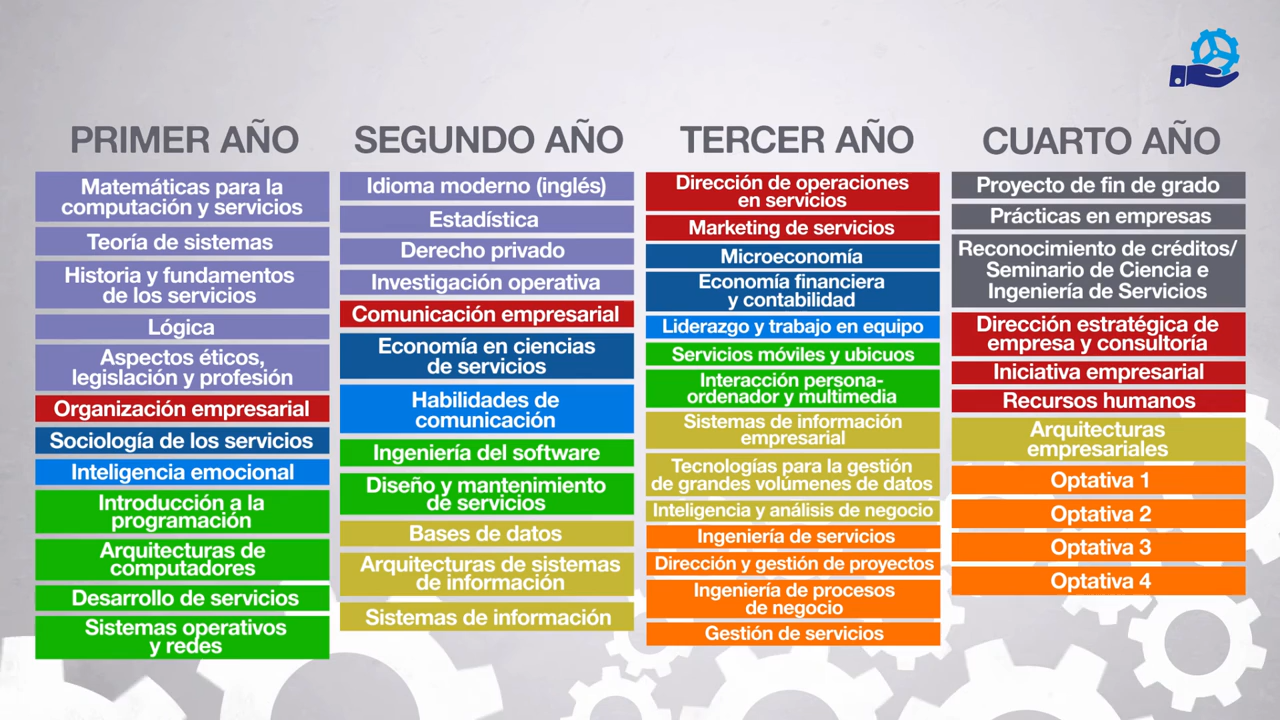 PRIMER AÑO
Matemáticas para la
computación y servicios
Teoría de sistemas
Historia y fundamentos
de los servicios
Lógica
Aspectos éticos,
legislación y profesión
Organización empresarial
Sociología de los servicios
Inteligencia emocional
Introducción a la
programación
Arquitecturas de
computadores
Desarrollo de servicios
Sistemas operativos
y redes
SEGUNDO AÑO
Idioma moderno (inglés)
Estadística
Derecho privado
Investigación operativa
Comunicación empresarial
Economía en ciencias
de servicios
Habilidades de
comunicación
Ingeniería del software
Diseño y mantenimiento
de servicios
Bases de datos
Arquitecturas de sistemas
de información
Sistemas de información
TERCER AÑO
Dirección de operaciones
en servicios
Marketing de servicios
Microeconomía
Economía financiera
y contabilidad
Liderazgo y trabajo en equipo
Servicios móviles y ubicuos
Interacción persona-
ordenador y multimedia
Sistemas de información
empresarial
Tecnologías para la gestión
de grandes volúmenes de datos
Inteligencia y análisis de negocio
Ingeniería de servicios
Dirección y gestión de proyectos
Ingeniería de procesos
de negocio
Gestión de servicios
CUARTO AÑO
Proyecto de fin de grado
Prácticas en empresas
Reconocimiento de créditos/
Seminario de Ciencia e
Ingeniería de Servicios
Dirección estratégica de
empresa y consultoría
Iniciativa empresarial
Recursos humanos
Arquitecturas
empresariales
Optativa 1
Optativa 2
Optativa 3
Optativa 4